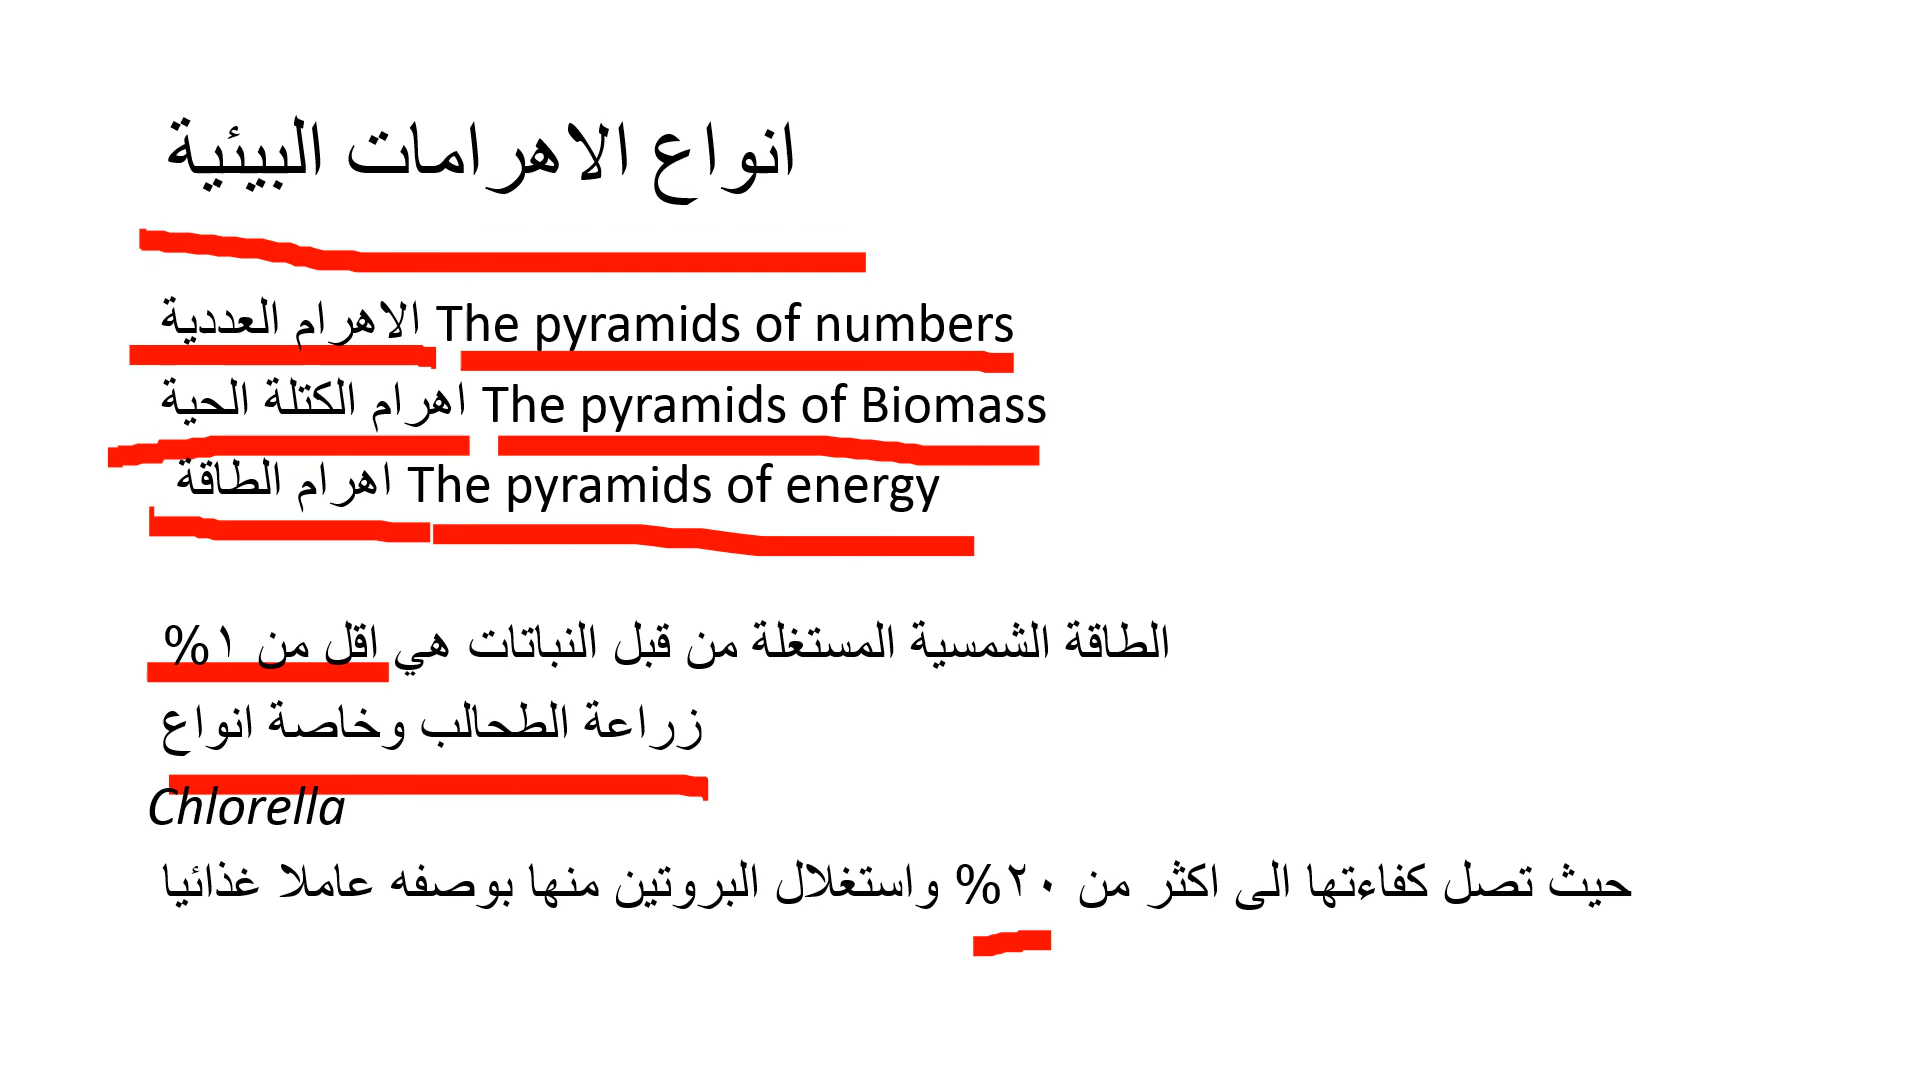 انواع الاهرامات البيئية
الاهرام العددية The pyramids of numbers
اهرام الكتلة الحية The pyramids of Biomass
اهرام الطاقة The pyramids of energy
الطاقة الشمسية المستغلة من قبل النباتات هي اقل من ١%
زراعة الطحالب وخاصة انواع
Chlorella
حيث تصل كفاءتها الى اكثر من ٢٠% واستغلال البروتين منها بوصفه عاملا غذائيا